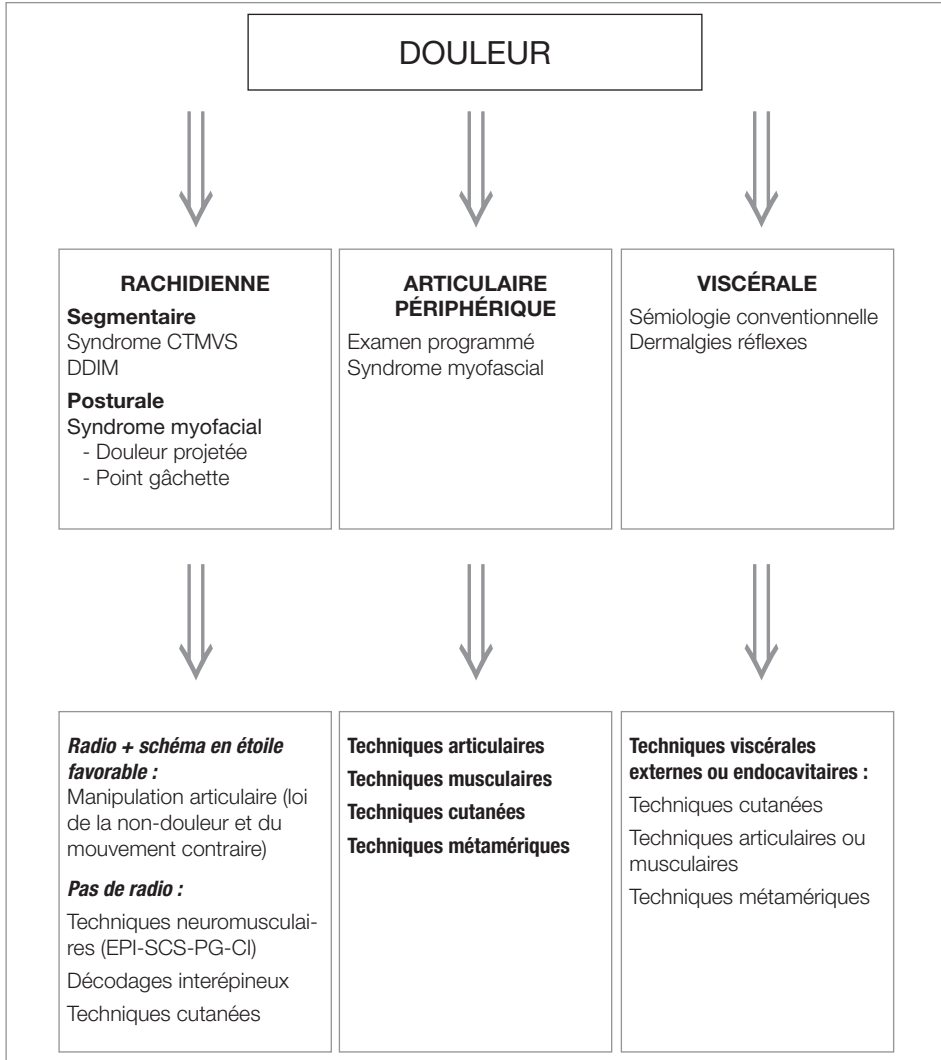 DOULEUR
RACHIDIENNE
Segmentaire
Syndrome CTMVS
DDIM
Posturale
Syndrome myofacial
- Douleur projetée
- Point gâchette
ARTICULAIRE
PÉRIPHÉRIQUE
Examen programmé
Syndrome myofascial
VISCÉRALE
Sémiologie conventionnelle
Dermalgies réflexes
Radio + schéma en étoile
favorable :
Manipulation articulaire (loi
de la non-douleur et du
mouvement contraire)
Pas de radio :
Techniques neuromusculai-
res (EPI-SCS-PG-CI)
Décodages interépineux
Techniques cutanées
Techniques articulaires
Techniques musculaires
Techniques cutanées
Techniques métamériques
Techniques viscérales
externes ou endocavitaires :
Techniques cutanées
Techniques articulaires ou
musculaires
Techniques métamériques